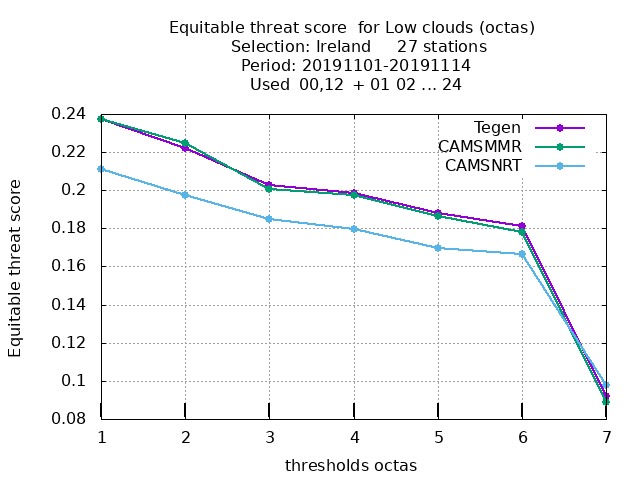 Equitable threat score  for Low clouds (octas)
Selection: Ireland     27 stations
Period: 20191101-20191114
Used  00,12  + 01 02 ... 24
Equitable threat score
0.24
0.22
0.2
0.18
0.16
0.14
0.12
0.1
0.08
Tegen
CAMSMMR
CAMSNRT
1 2 3 4 5 6 7
thresholds octas